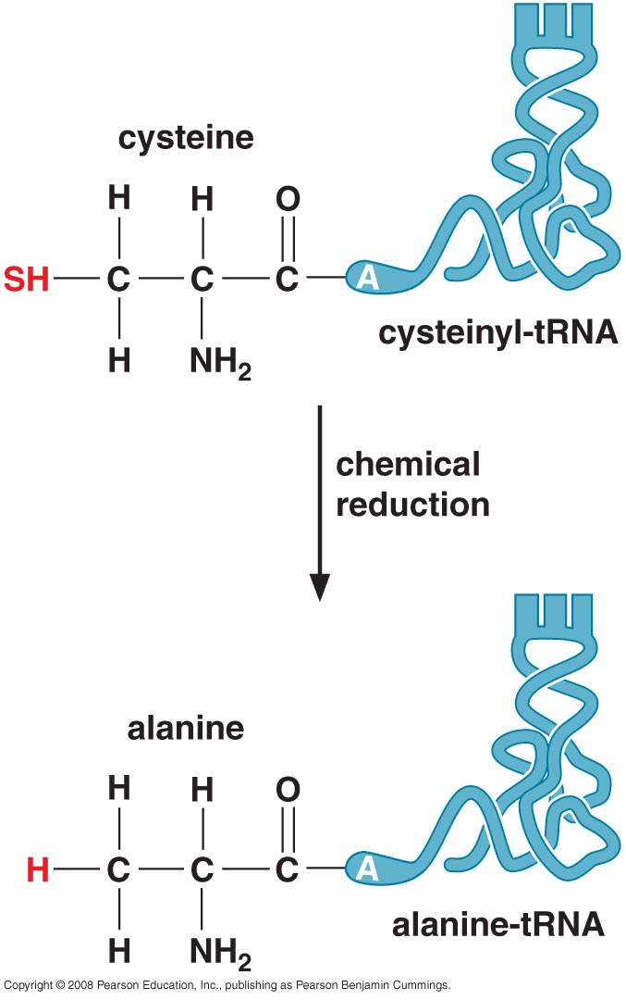 cysteine
H H O
SH C C C A
H NH2
cysteinyl-tRNA
chemical
reduction
alanine
H H O
H C C C A
H NH2
alanine-tRNA
Copyright © 2008 Pearson Education, Inc., publishing as Pearson Benjamin Cummings.